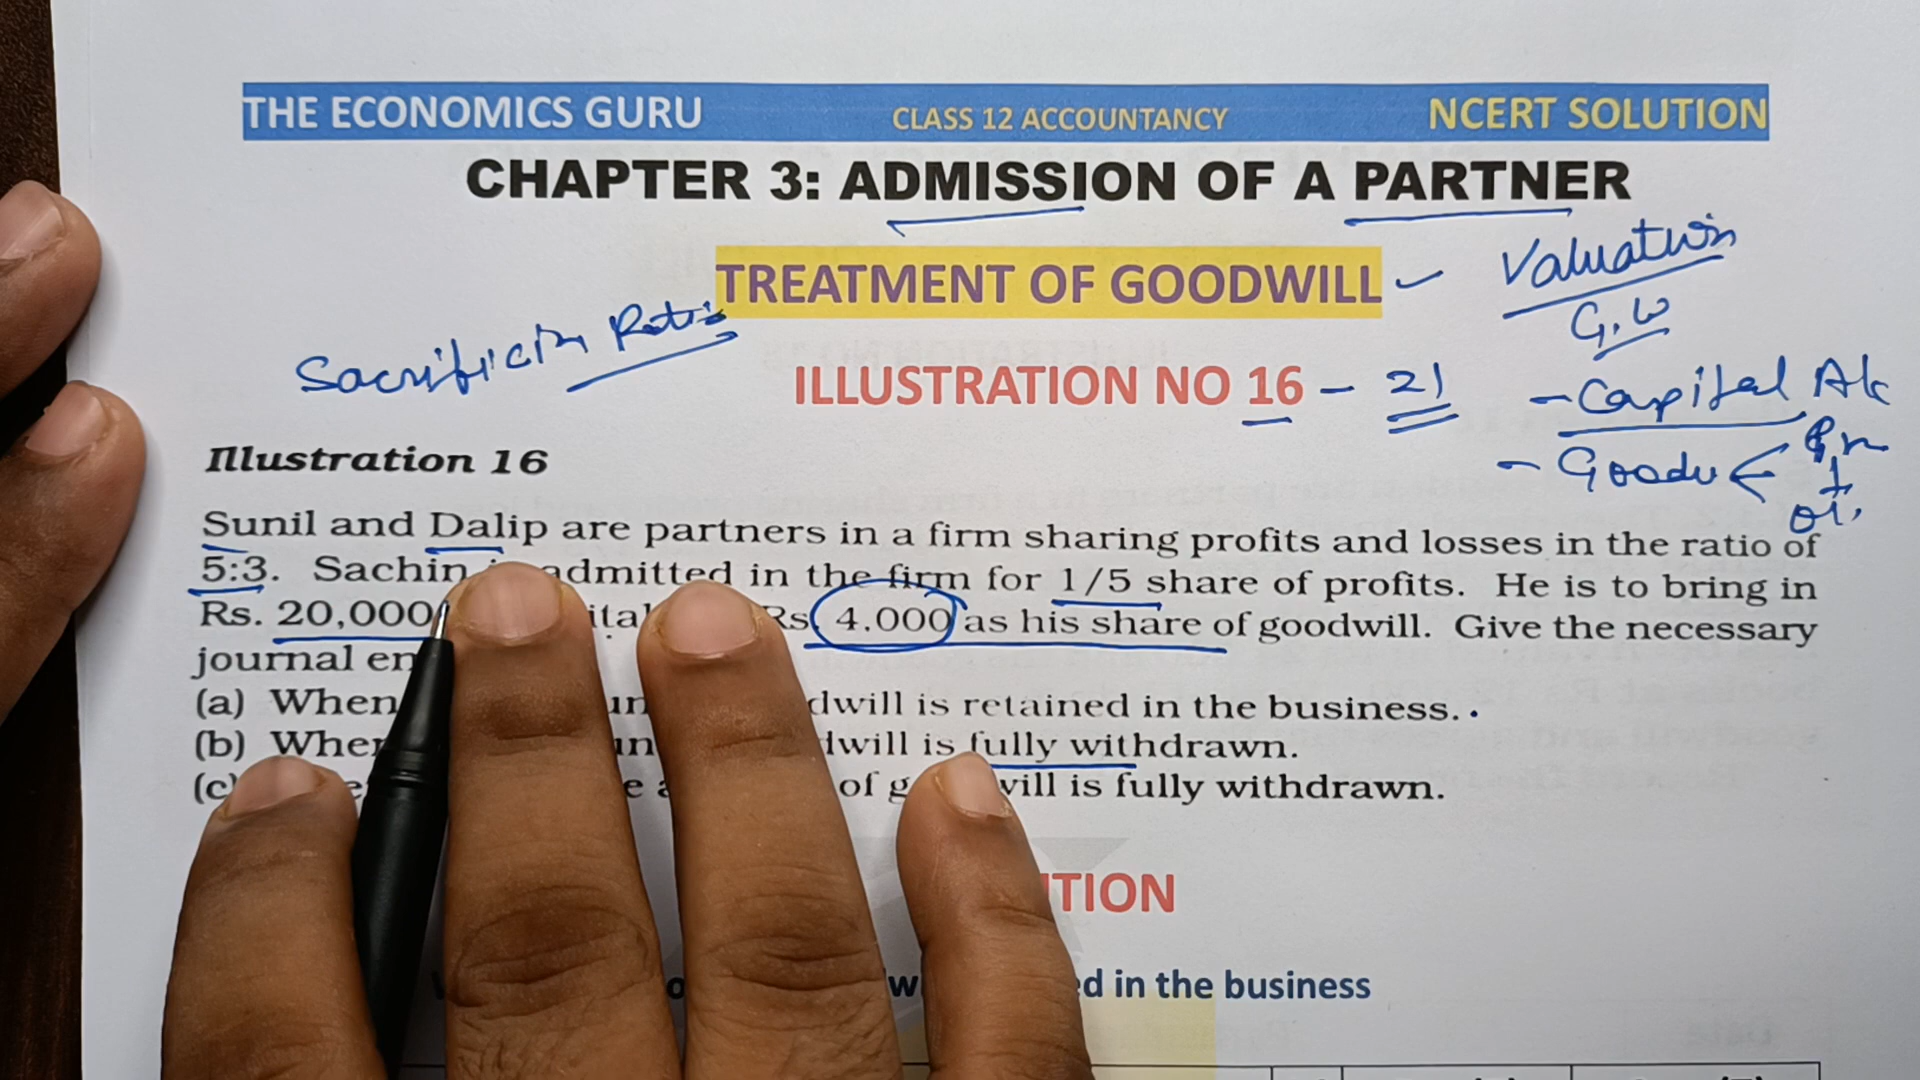 THE ECONOMICS GURU CLASS 12 ACCOUNTANCY NCERT SOLUTION
CHAPTER 3: ADMISSION OF A PARTNER
TREATMENT OF GOODWILL
Valuation
G.W
Sacrificin Ratio
ILLUSTRATION NO 16 - 21
- Capital A/c
- Goodw
Illustration 16
Sunil and Dalip are partners in a firm sharing profits and losses in the ratio of
5:3. Sachin admitted in the firm for 1/5 share of profits. He is to bring in
Rs. 20,000 ital Rs. 4.000 as his share of goodwill. Give the necessary
journal en
(a) When un dwill is retained in the business.
(b) When un dwill is fully withdrawn.
(c) e a of g will is fully withdrawn.
TION
d in the business